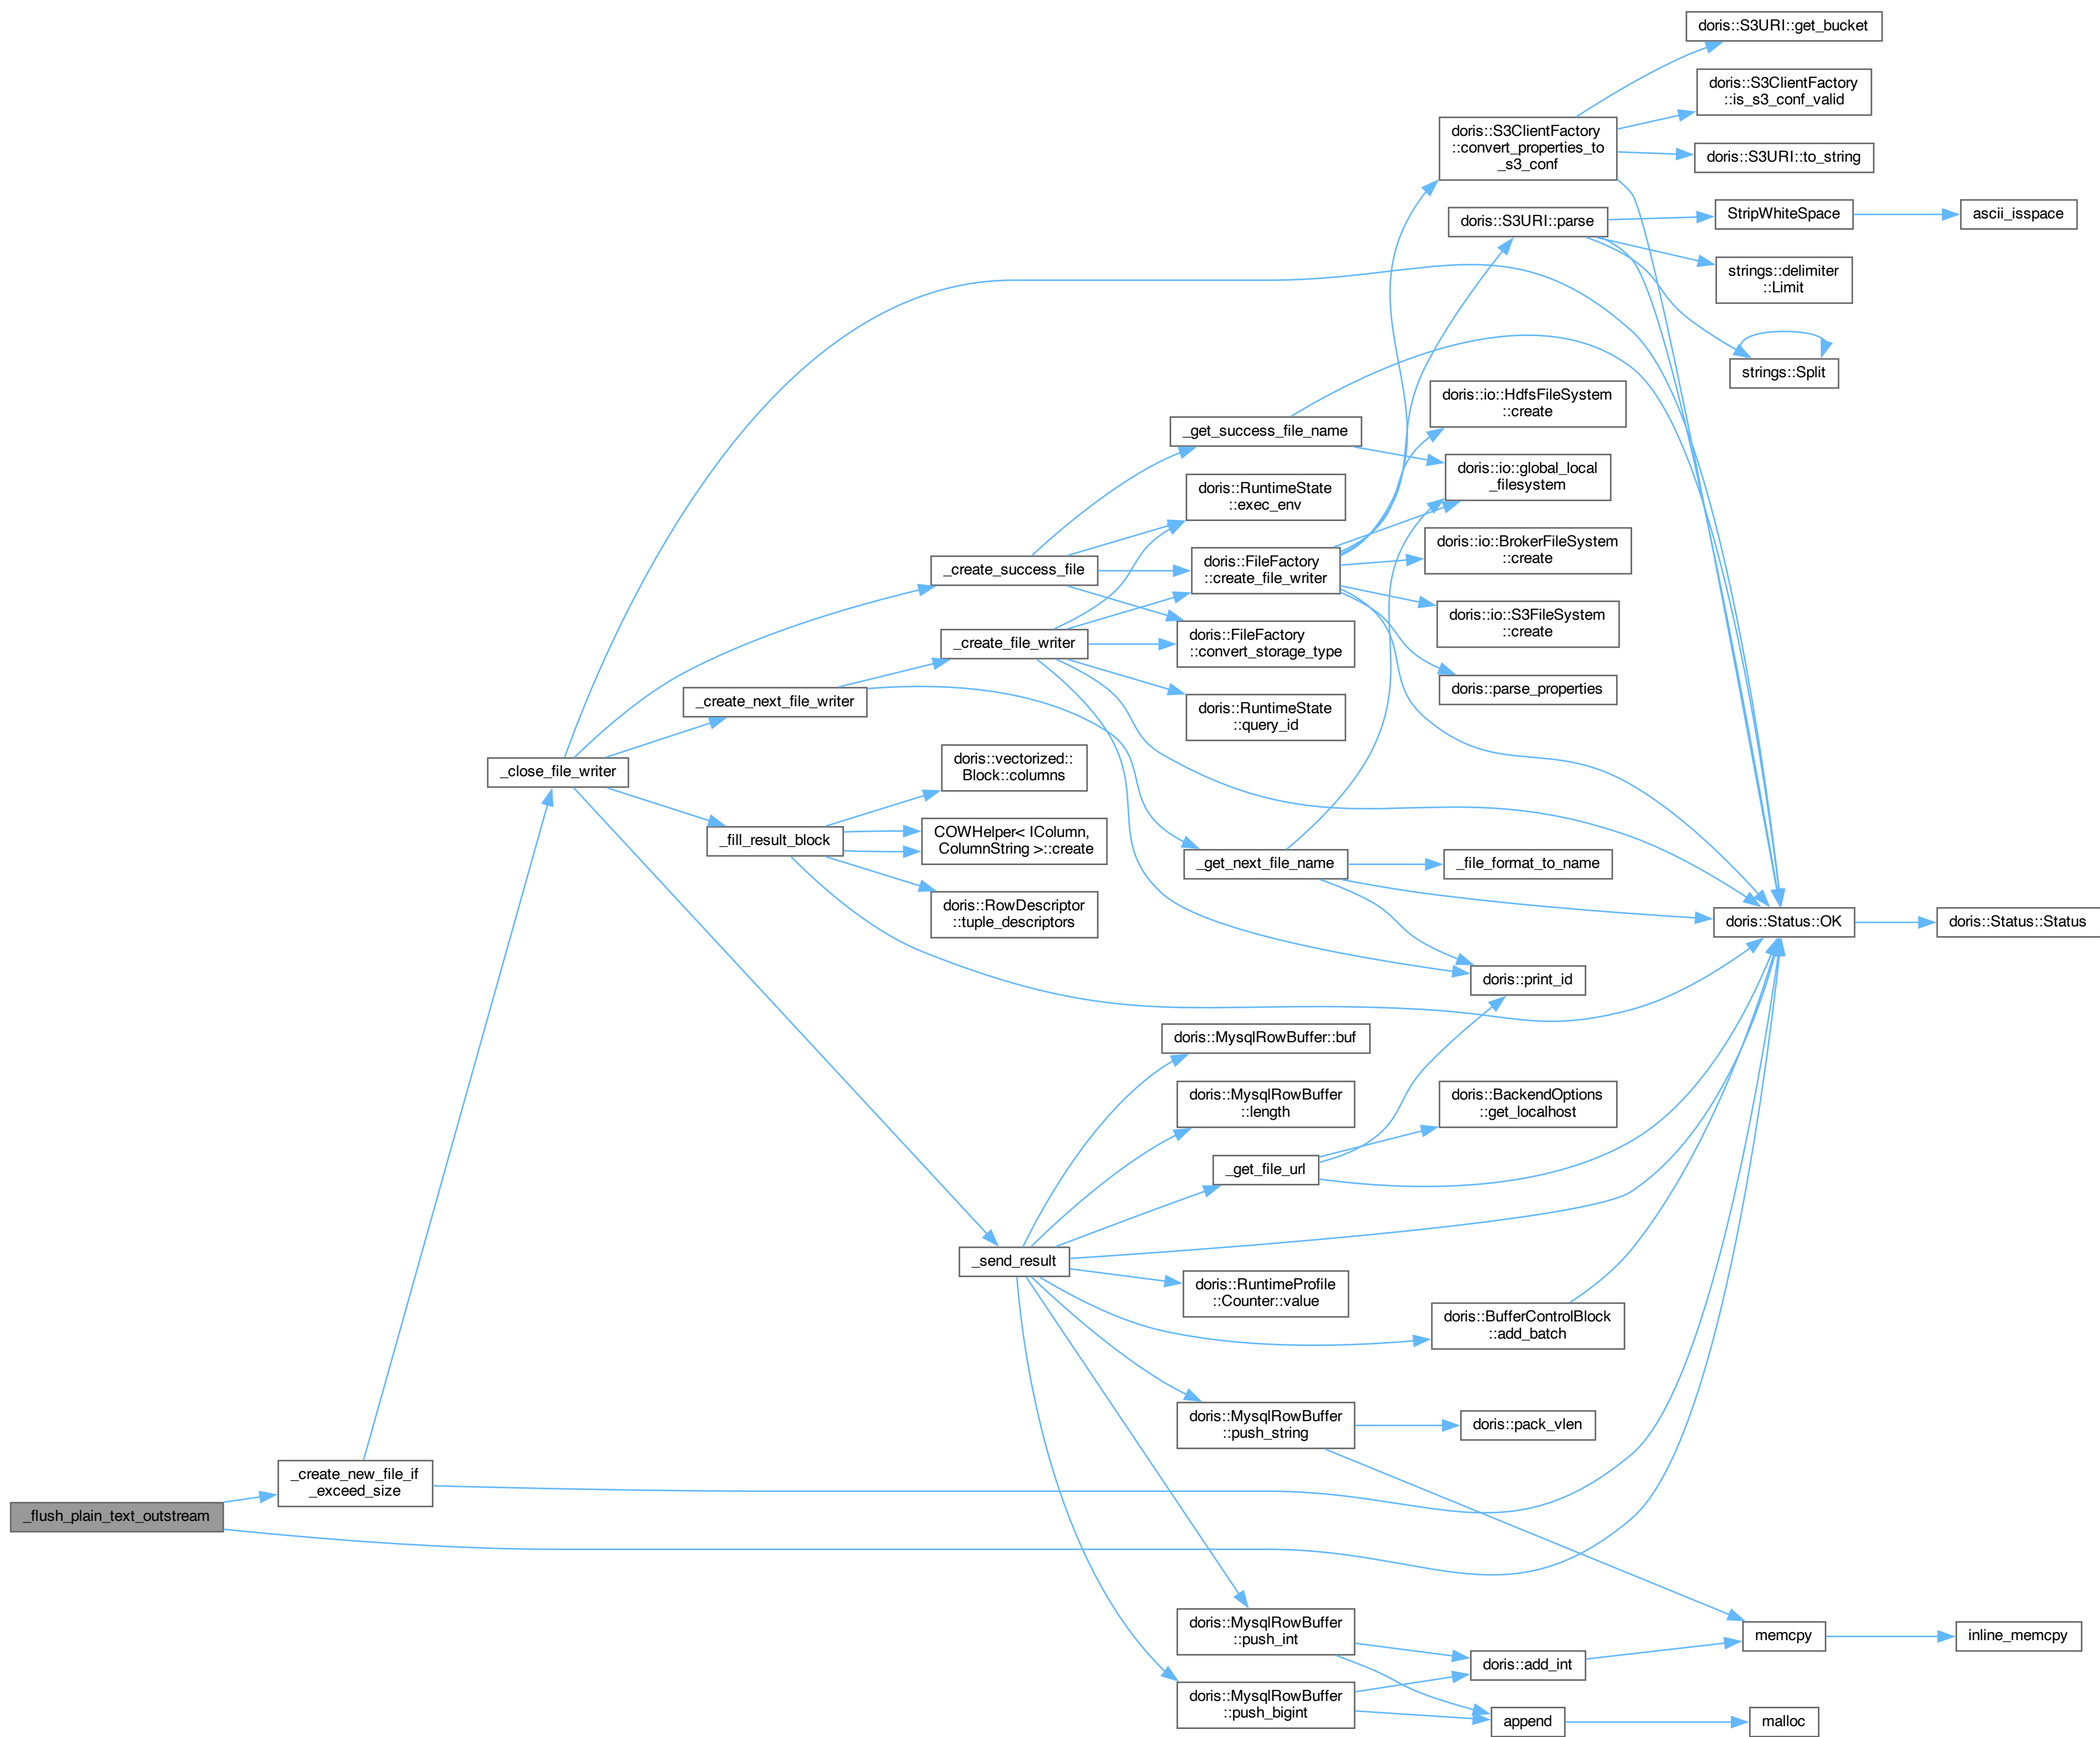 doris::S3URI::get_bucket
doris::S3ClientFactory
::is_s3_conf_valid
doris::S3ClientFactory
::convert_properties_to
_s3_conf
doris::S3URI::to_string
doris::S3URI::parse
StripWhiteSpace
ascii_isspace
strings::delimiter
::Limit
strings::Split
doris::io::HdfsFileSystem
::create
_get_success_file_name
doris::io::global_local
_filesystem
doris::RuntimeState
::exec_env
doris::io::BrokerFileSystem
::create
_create_success_file
doris::FileFactory
::create_file_writer
doris::io::S3FileSystem
::create
_create_file_writer
doris::FileFactory
::convert_storage_type
doris::parse_properties
_create_next_file_writer
doris::RuntimeState
::query_id
_close_file_writer
doris::vectorized::
Block::columns
_fill_result_block
COWHelper< IColumn,
ColumnString >::create
_get_next_file_name
_file_format_to_name
doris::RowDescriptor
::tuple_descriptors
doris::Status::OK
doris::Status::Status
doris::print_id
doris::MysqlRowBuffer::buf
doris::MysqlRowBuffer
::length
doris::BackendOptions
::get_localhost
_get_file_url
_send_result
doris::RuntimeProfile
::Counter::value
doris::BufferControlBlock
::add_batch
doris::MysqlRowBuffer
::push_string
doris::pack_vlen
_create_new_file_if
_exceed_size
_flush_plain_text_outstream
doris::MysqlRowBuffer
::push_int
memcpy
inline_memcpy
doris::add_int
doris::MysqlRowBuffer
::push_bigint
append
malloc